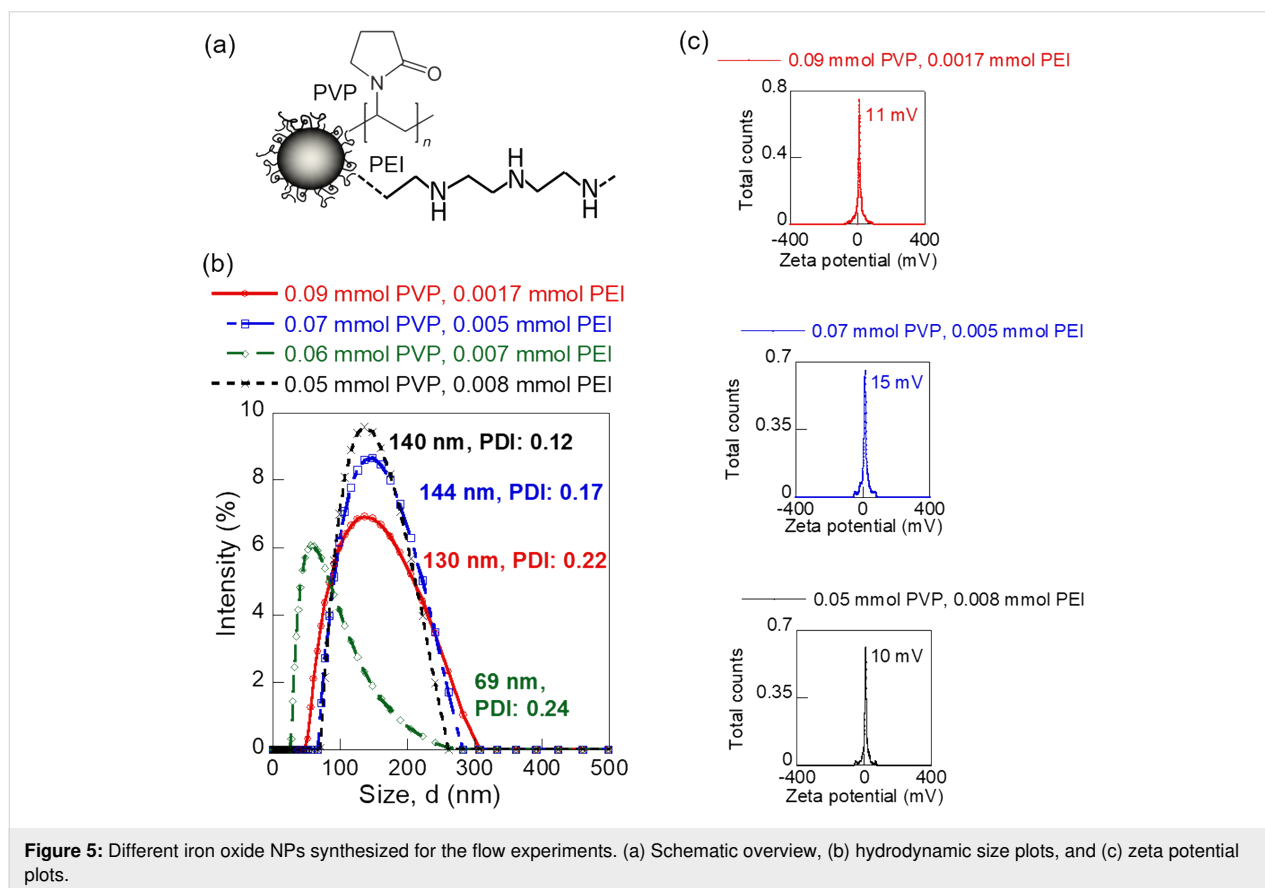 (a)
PVP
N
O
n
PEI
H
N
H
N
H
N
H
(b)
0.09 mmol PVP, 0.0017 mmol PEI
0.07 mmol PVP, 0.005 mmol PEI
0.06 mmol PVP, 0.007 mmol PEI
0.05 mmol PVP, 0.008 mmol PEI
10
8
6
4
2
0
Intensity (%)
140 nm, PDI: 0.12
144 nm, PDI: 0.17
130 nm, PDI: 0.22
69 nm,
PDI: 0.24
0 100 200 300 400 500
Size, d (nm)
(c)
0.09 mmol PVP, 0.0017 mmol PEI
0.8
0.4
0
Total counts
11 mV
-400 0 400
Zeta potential (mV)
0.07 mmol PVP, 0.005 mmol PEI
0.7
0.35
0
Total counts
15 mV
-400 0 400
Zeta potential (mV)
0.05 mmol PVP, 0.008 mmol PEI
0.7
0.35
0
Total counts
10 mV
-400 0 400
Zeta potential (mV)
Figure 5: Different iron oxide NPs synthesized for the flow experiments. (a) Schematic overview, (b) hydrodynamic size plots, and (c) zeta potential
plots.